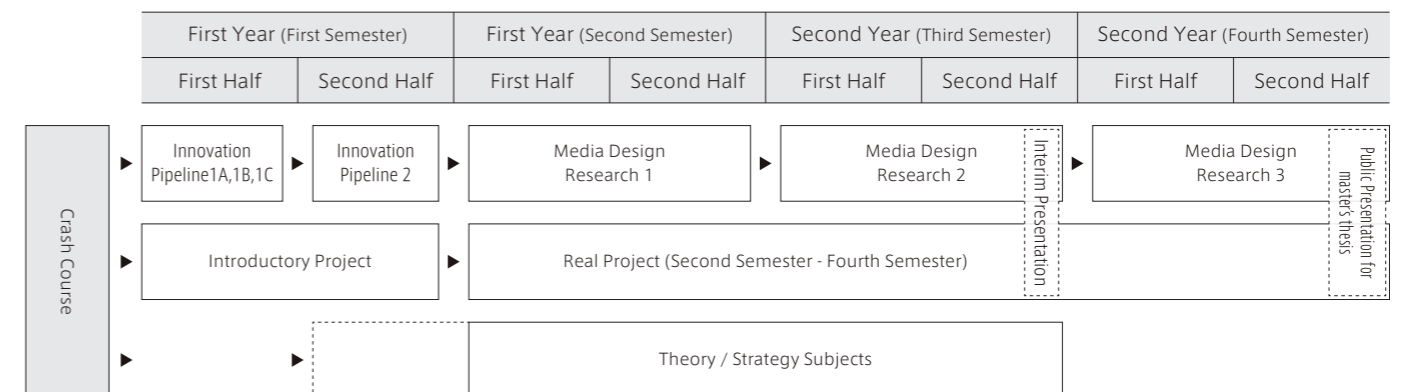 First Year (First Semester)
First Year (Second Semester)
Second Year (Third Semester)
Second Year (Fourth Semester)
First Half
Second Half
First Half
Second Half
First Half
Second Half
First Half
Second Half
Crash Course
Innovation
Pipeline1A,1B,1C
Innovation
Pipeline 2
Media Design
Research 1
Media Design
Research 2
Interim Presentation
Media Design
Research 3
Public Presentation for
master's thesis
Introductory Project
Real Project (Second Semester - Fourth Semester)
Theory / Strategy Subjects